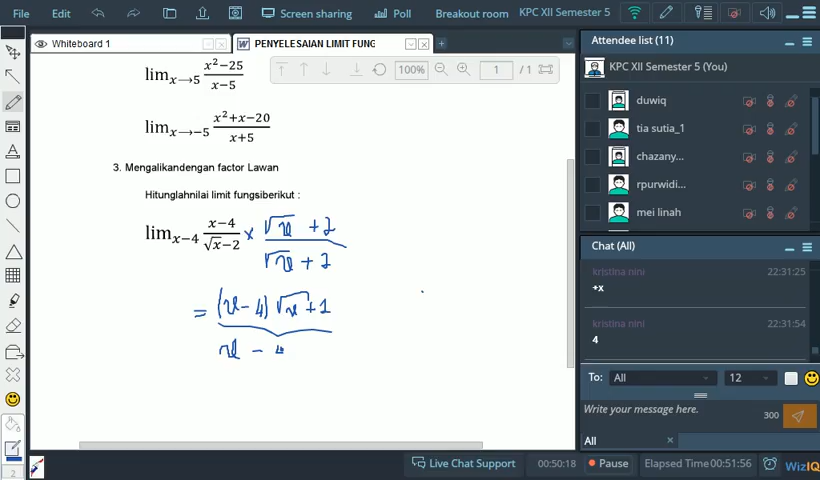 File Edit Screen sharing Poll Breakout room KPC XII Semester 5
Whiteboard 1 PENYELESAIAN LIMIT FUNG
100% 1 / 1
lim x→5 x²−25 / x−5
lim x→−5 x²+x−20 / x+5
3. Mengalikandengan factor Lawan
Hitunglahnilai limit fungsiberikut :
lim x−4 x−4 / √x−2 × √x + 2 / √x + 2
= (x − 4) √x + 2 / x − 4
2
Attendee list (11)
KPC XII Semester 5 (You)
duwiq
tia sutia_1
chazany...
rpurwidi...
mei linah
Chat (All)
kristina nini 22:31:25
+x
kristina nini 22:31:54
4
To: All 12
Write your message here. 300
All
Live Chat Support 00:50:18 Pause Elapsed Time 00:51:56 WizIQ